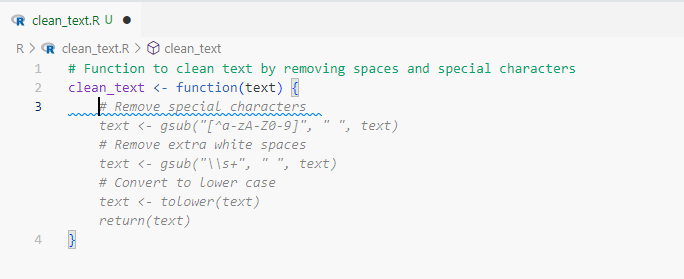 clean_text.R U
R > clean_text.R > clean_text
1 # Function to clean text by removing spaces and special characters
2 clean_text <- function(text) {
3 # Remove special characters
text <- gsub("[^a-zA-Z0-9]", " ", text)
# Remove extra white spaces
text <- gsub("\\s+", " ", text)
# Convert to lower case
text <- tolower(text)
return(text)
4 }